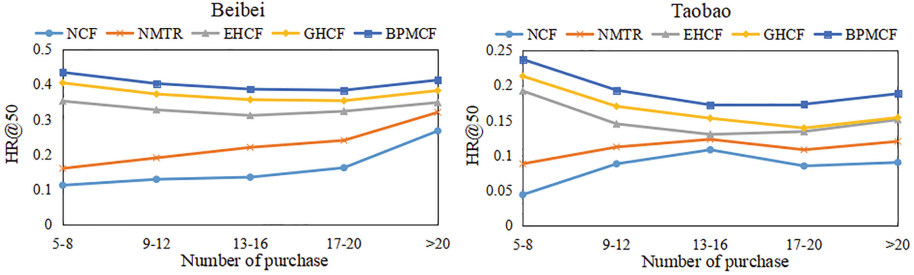 Beibei
NCF NMTR EHCF GHCF BPMCF
0.5
0.4
0.3
0.2
0.1
0
HR@50
5-8 9-12 13-16 17-20 >20
Number of purchase
Taobao
NCF NMTR EHCF GHCF BPMCF
0.25
0.2
0.15
0.1
0.05
0
HR@50
5-8 9-12 13-16 17-20 >20
Number of purchase